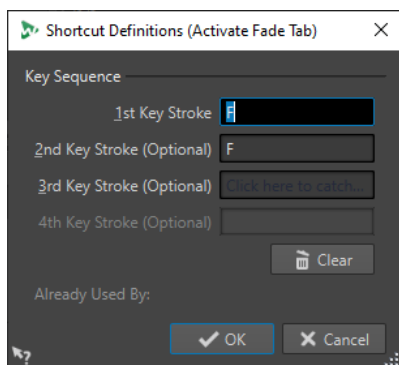 Shortcut Definitions (Activate Fade Tab)
Key Sequence
1st Key Stroke F
2nd Key Stroke (Optional) F
3rd Key Stroke (Optional) Click here to catch...
4th Key Stroke (Optional)
Clear
Already Used By:
OK Cancel
?